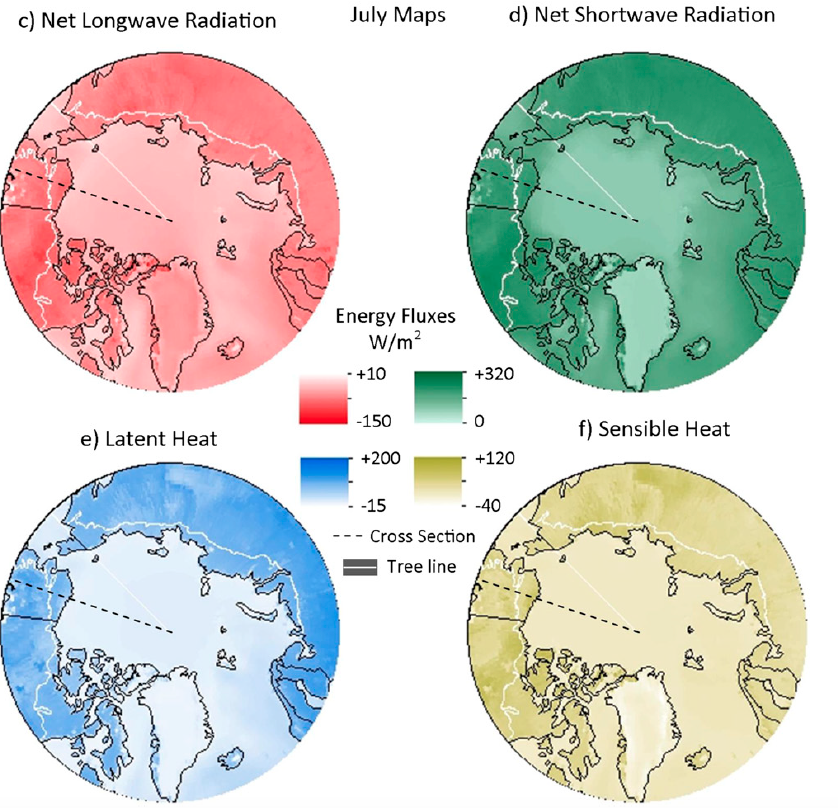 c) Net Longwave Radiation
July Maps
d) Net Shortwave Radiation
Energy Fluxes
W/m²
+10
-150
+320
0
e) Latent Heat
f) Sensible Heat
+200
-15
+120
-40
Cross Section
Tree line